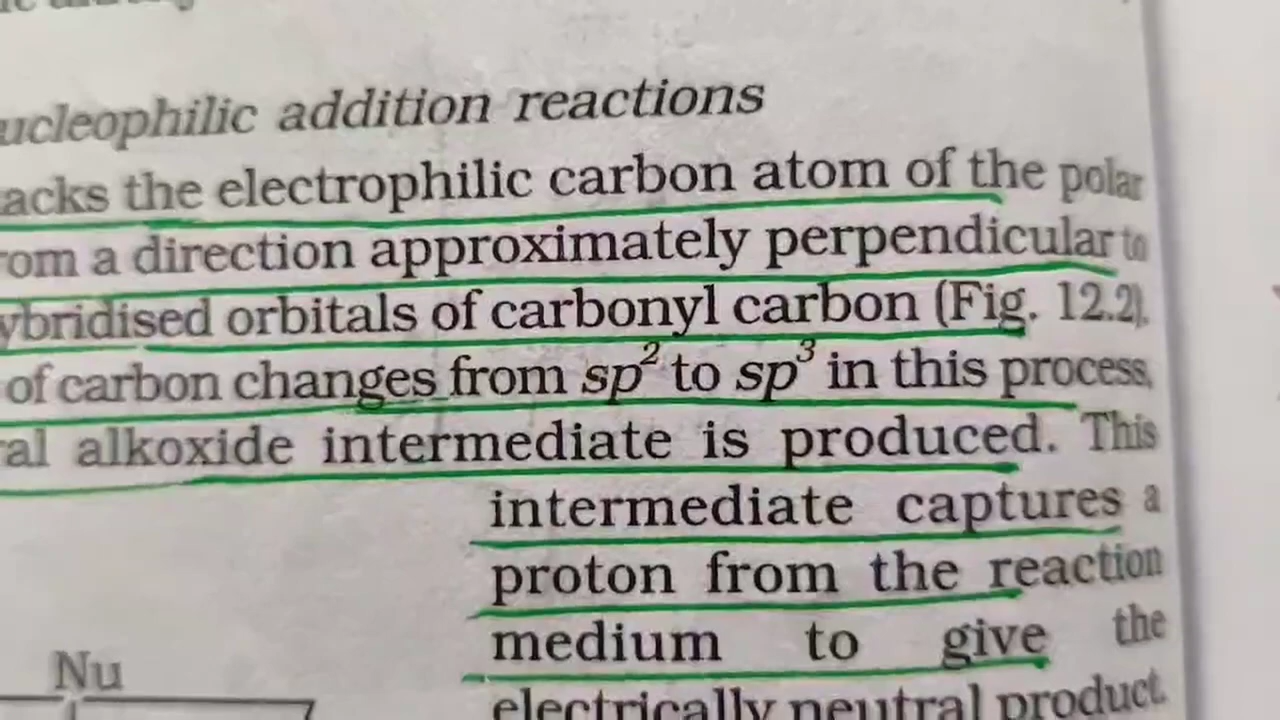 ucleophilic addition reactions
acks the electrophilic carbon atom of the polar
om a direction approximately perpendicular to
ybridised orbitals of carbonyl carbon (Fig. 12.2).
of carbon changes from sp² to sp³ in this process,
al alkoxide intermediate is produced. This
intermediate captures a
proton from the reaction
medium to give the
electrically neutral product.
Nu